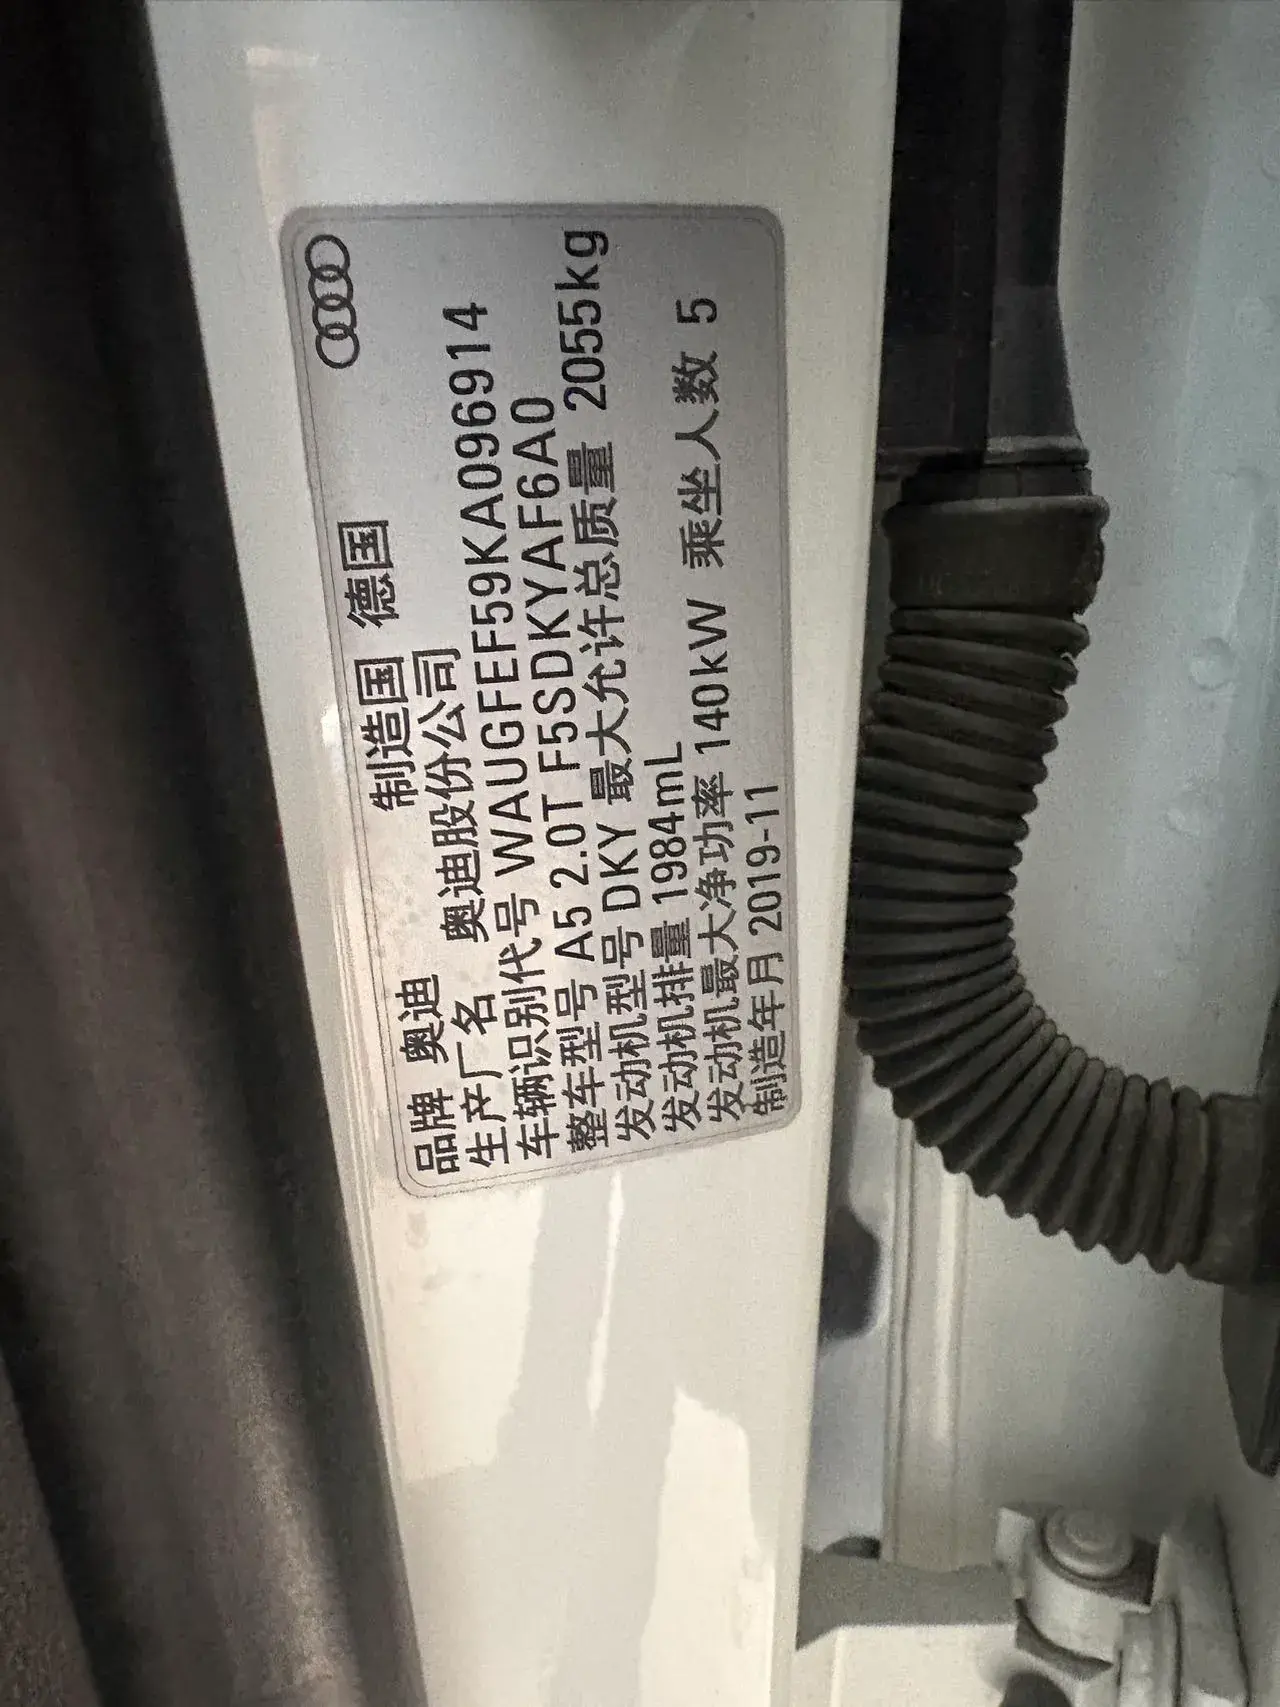 制造国 德国
品牌 奥迪
生产厂名 奥迪股份公司
车辆识别代号 WAUGFEF59KA096914
整车型号 A5 2.0T F5SDKYAF6A0
发动机型号 DKY 最大允许总质量 2055kg
发动机排量 1984mL
发动机最大净功率 140kW 乘坐人数 5
制造年月 2019-11